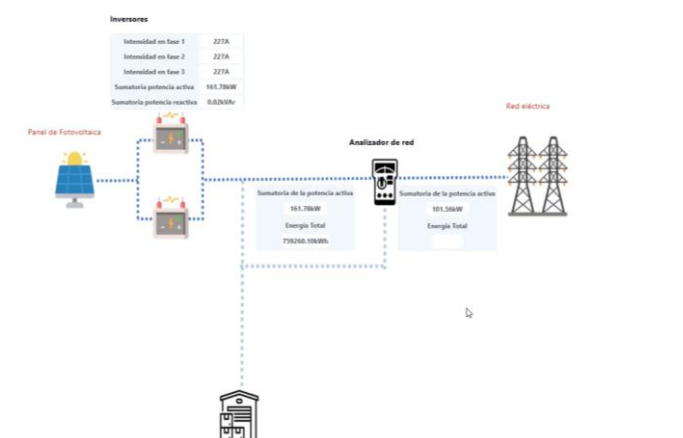 Inversores
Intensidad en fase 1 227A
Intensidad en fase 2 227A
Intensidad en fase 3 227A
Sumatoria potencia activa 161.78kW
Sumatoria potencia reactiva 0.02kVAr
Red eléctrica
Panel de Fotovoltaica
Analizador de red
Sumatoria de la potencia activa
161.78kW
Energía Total
759260.10kWh
Sumatoria de la potencia activa
101.56kW
Energía Total